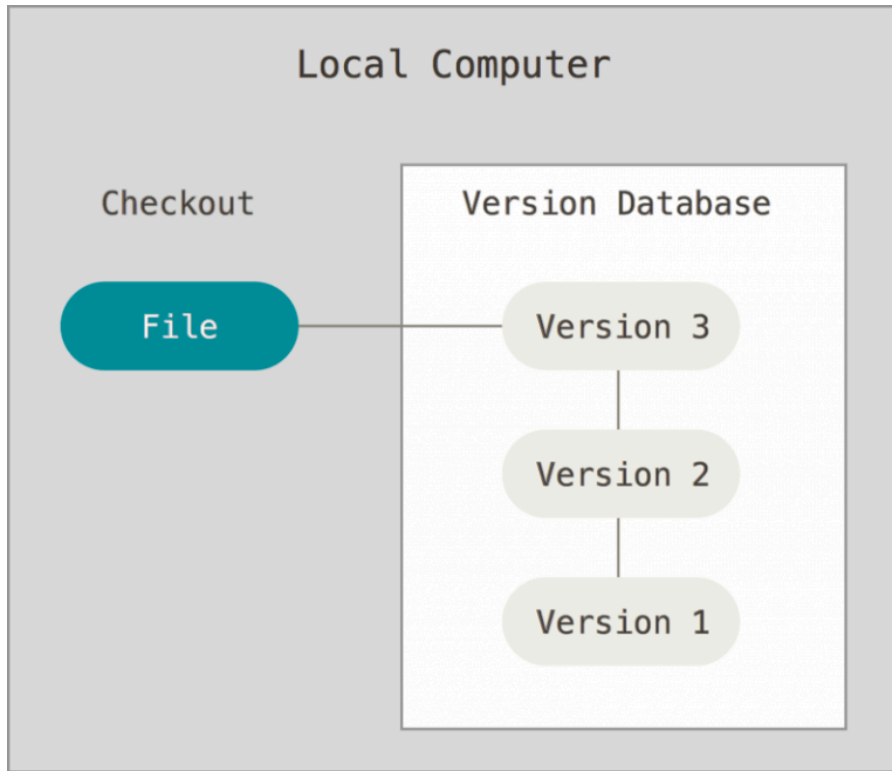 Local Computer
Checkout
Version Database
File
Version 3
Version 2
Version 1